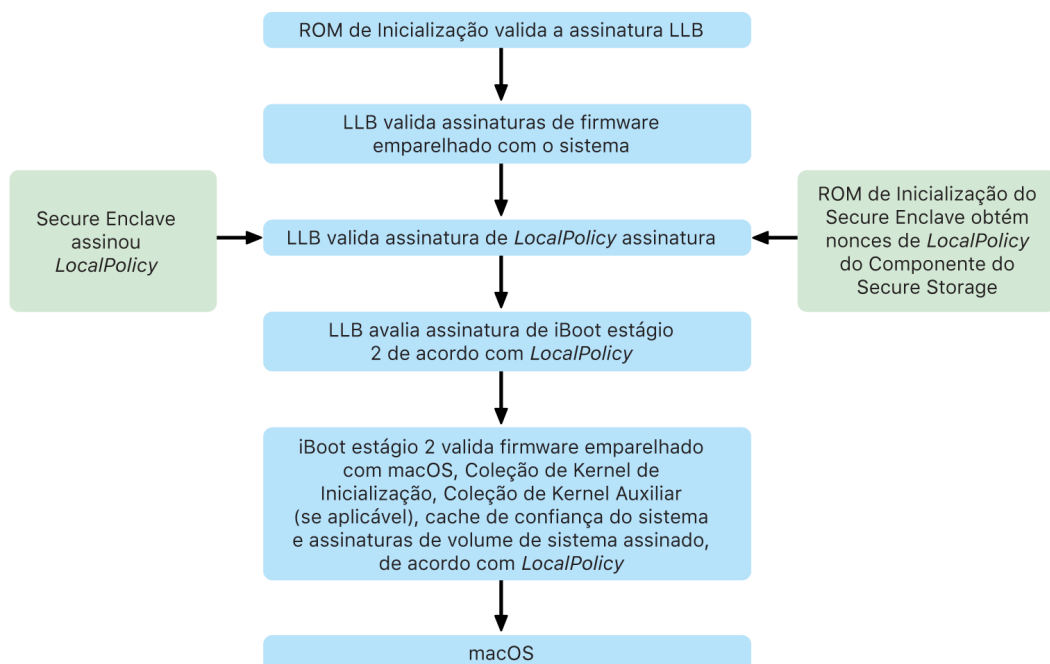 ROM de Inicialização valida a assinatura LLB
LLB valida assinaturas de firmware
emparelhado com o sistema
Secure Enclave
assinou
LocalPolicy
LLB valida assinatura de LocalPolicy assinatura
ROM de Inicialização do
Secure Enclave obtém
nonces de LocalPolicy
do Componente do
Secure Storage
LLB avalia assinatura de iBoot estágio
2 de acordo com LocalPolicy
iBoot estágio 2 valida firmware emparelhado
com macOS, Coleção de Kernel de
Inicialização, Coleção de Kernel Auxiliar
(se aplicável), cache de confiança do sistema
e assinaturas de volume de sistema assinado,
de acordo com LocalPolicy
macOS